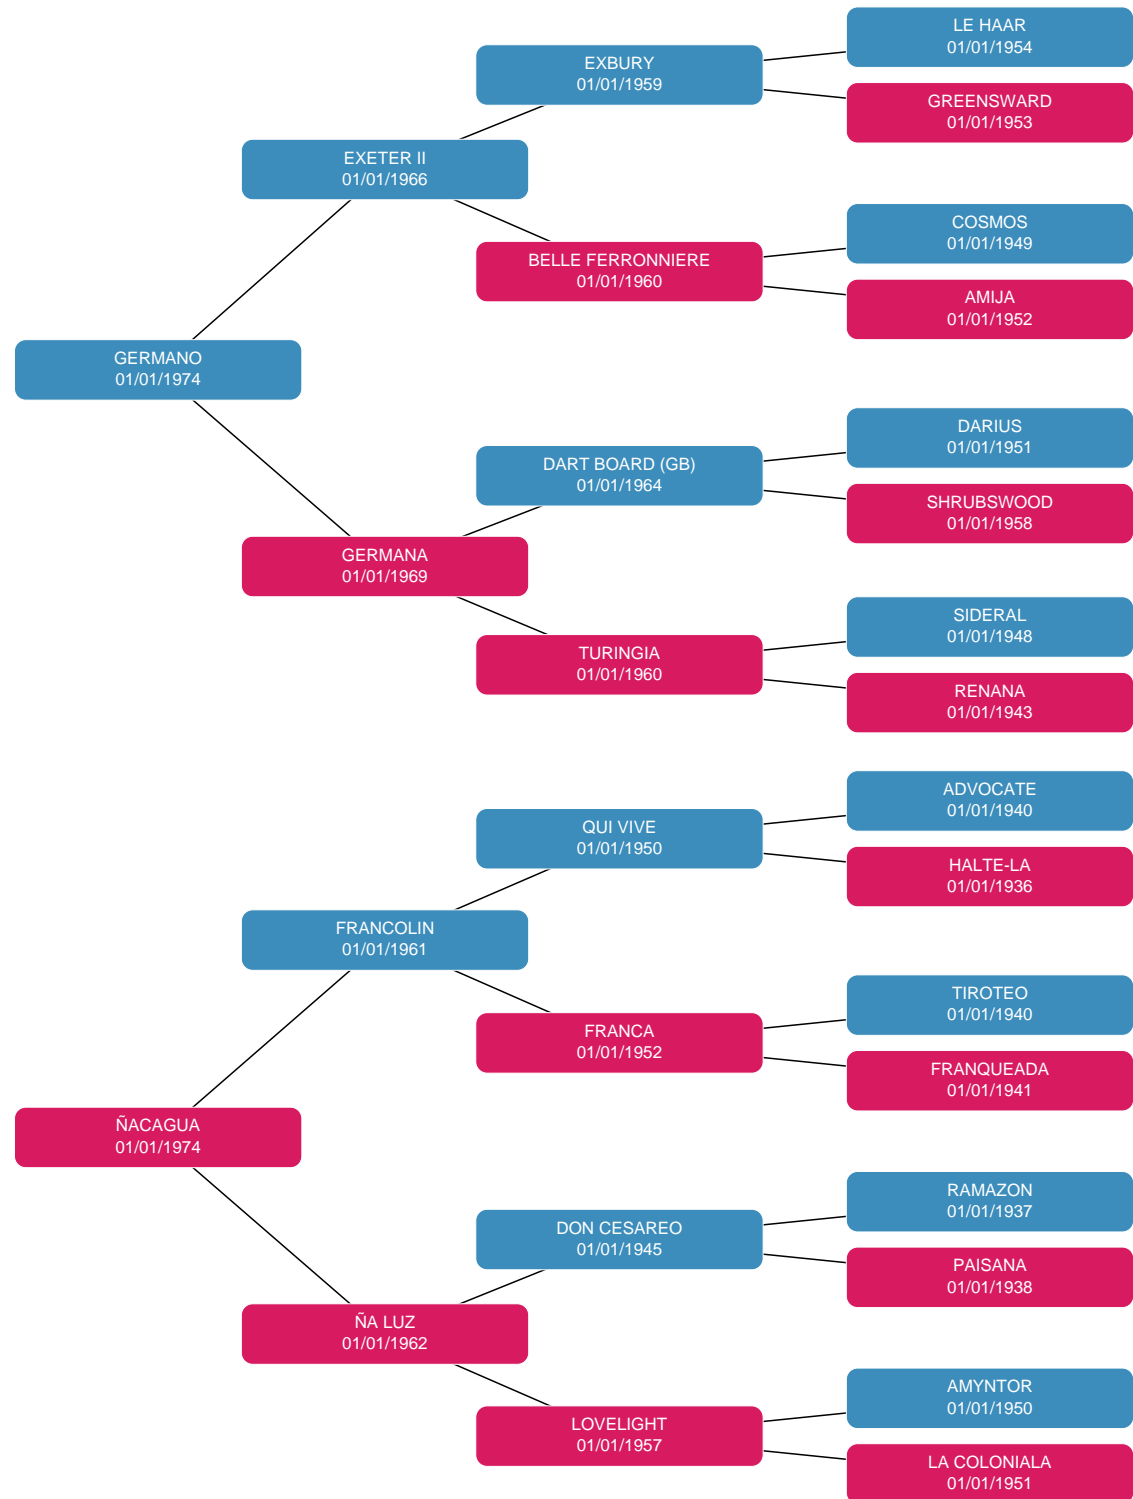 LE HAAR
01/01/1954
EXBURY
01/01/1959
GREENSWARD
01/01/1953
EXETER II
01/01/1966
COSMOS
01/01/1949
BELLE FERRONNIERE
01/01/1960
AMIJA
01/01/1952
GERMANO
01/01/1974
DARIUS
01/01/1951
DART BOARD (GB)
01/01/1964
SHRUBSWOOD
01/01/1958
GERMANA
01/01/1969
SIDERAL
01/01/1948
TURINGIA
01/01/1960
RENANA
01/01/1943
ADVOCATE
01/01/1940
QUI VIVE
01/01/1950
HALTE-LA
01/01/1936
FRANCOLIN
01/01/1961
TIROTEO
01/01/1940
FRANCA
01/01/1952
FRANQUEADA
01/01/1941
ÑACAGUA
01/01/1974
RAMAZON
01/01/1937
DON CESAREO
01/01/1945
PAISANA
01/01/1938
ÑA LUZ
01/01/1962
AMYNTOR
01/01/1950
LOVELIGHT
01/01/1957
LA COLONIALA
01/01/1951